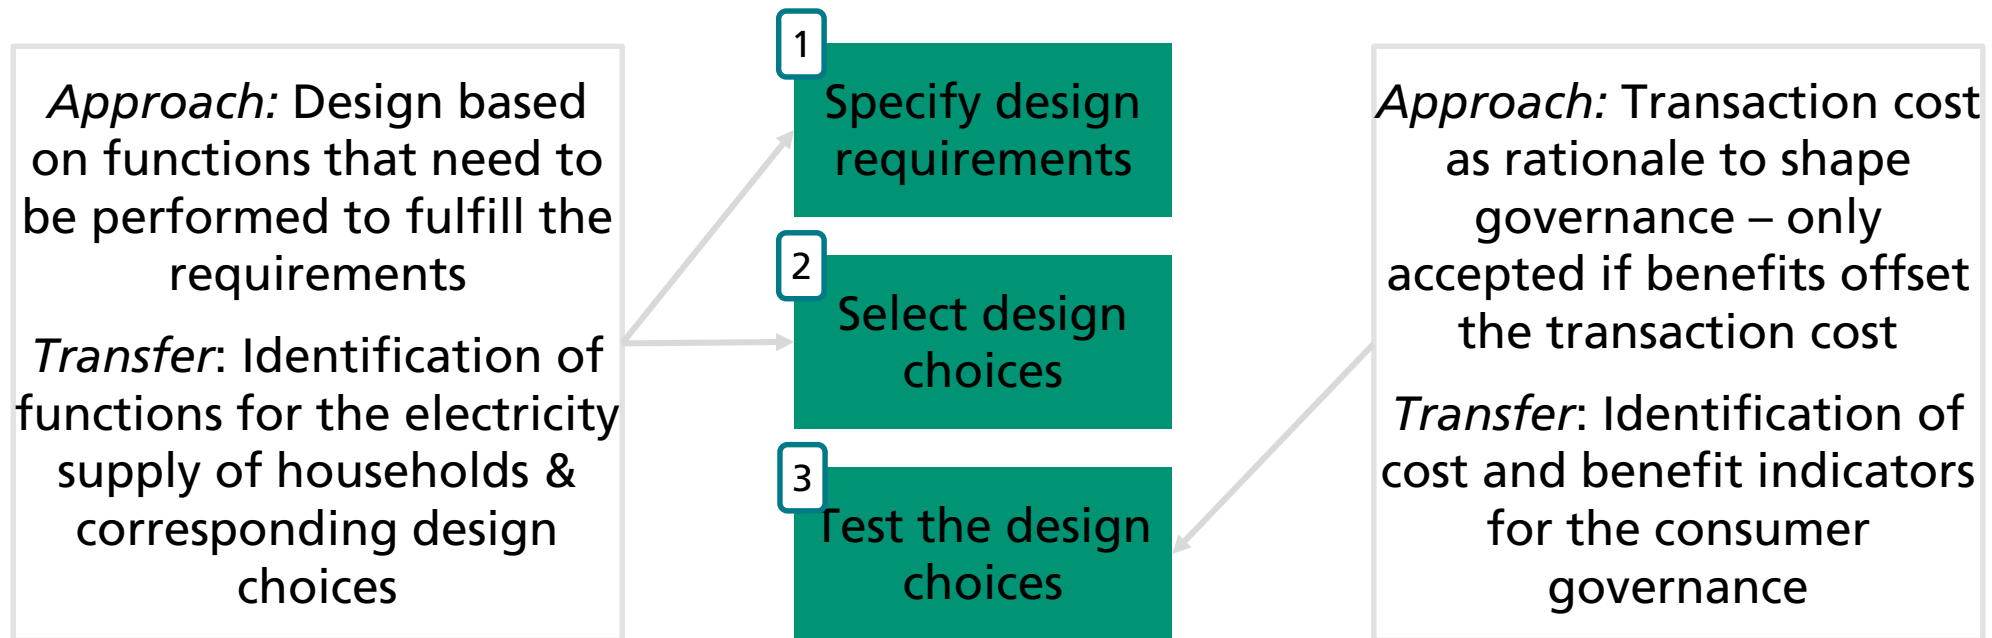 Approach: Design based
on functions that need to
be performed to fulfill the
requirements
Transfer: Identification of
functions for the electricity
supply of households &
corresponding design
choices
1
Specify design
requirements
2
Select design
choices
3
Test the design
choices
Approach: Transaction cost
as rationale to shape
governance – only
accepted if benefits offset
the transaction cost
Transfer: Identification of
cost and benefit indicators
for the consumer
governance